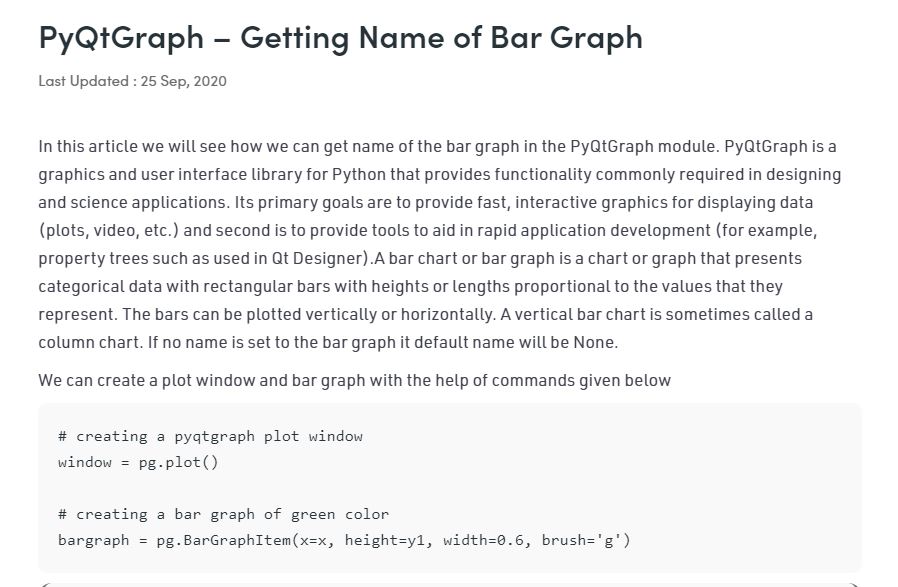 PyQtGraph – Getting Name of Bar Graph
Last Updated : 25 Sep, 2020
In this article we will see how we can get name of the bar graph in the PyQtGraph module. PyQtGraph is a
graphics and user interface library for Python that provides functionality commonly required in designing
and science applications. Its primary goals are to provide fast, interactive graphics for displaying data
(plots, video, etc.) and second is to provide tools to aid in rapid application development (for example,
property trees such as used in Qt Designer).A bar chart or bar graph is a chart or graph that presents
categorical data with rectangular bars with heights or lengths proportional to the values that they
represent. The bars can be plotted vertically or horizontally. A vertical bar chart is sometimes called a
column chart. If no name is set to the bar graph it default name will be None.
We can create a plot window and bar graph with the help of commands given below
# creating a pyqtgraph plot window
window = pg.plot()
# creating a bar graph of green color
bargraph = pg.BarGraphItem(x=x, height=y1, width=0.6, brush='g')